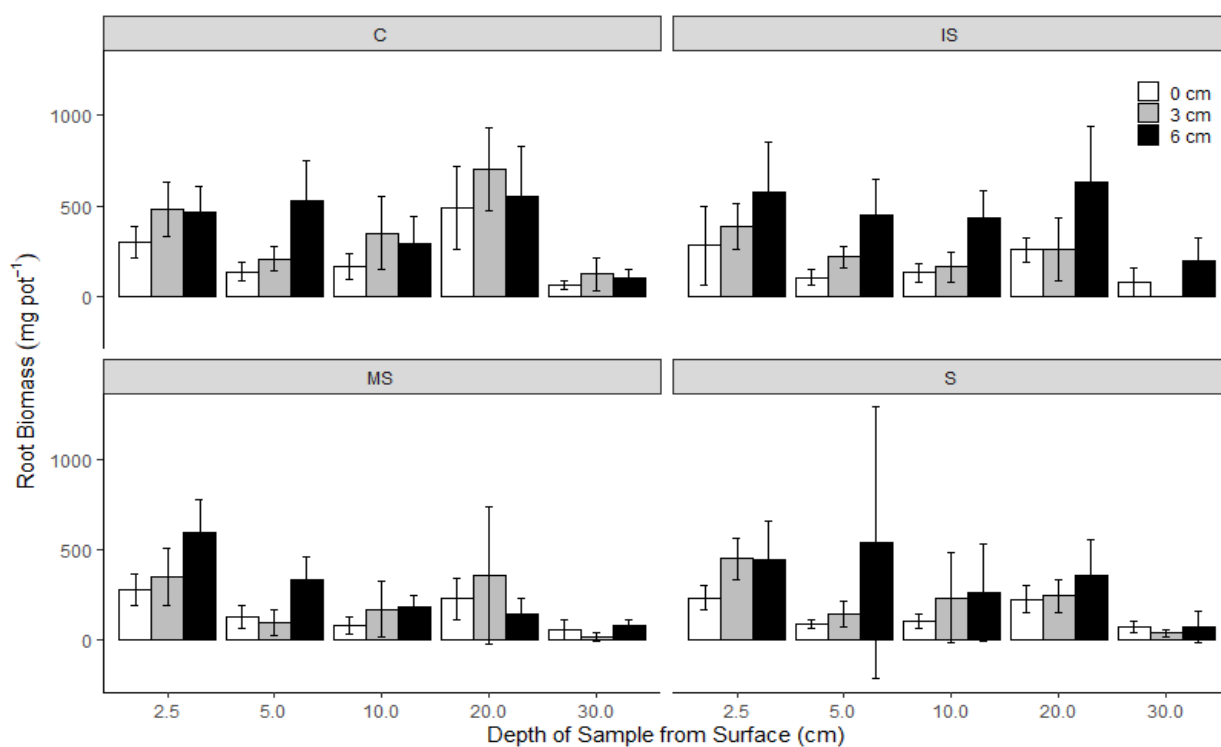 C
IS
1000
500
0
0 cm
3 cm
6 cm
Root Biomass (mg pot⁻¹)
MS
S
1000
500
0
2.5 5.0 10.0 20.0 30.0
2.5 5.0 10.0 20.0 30.0
Depth of Sample from Surface (cm)